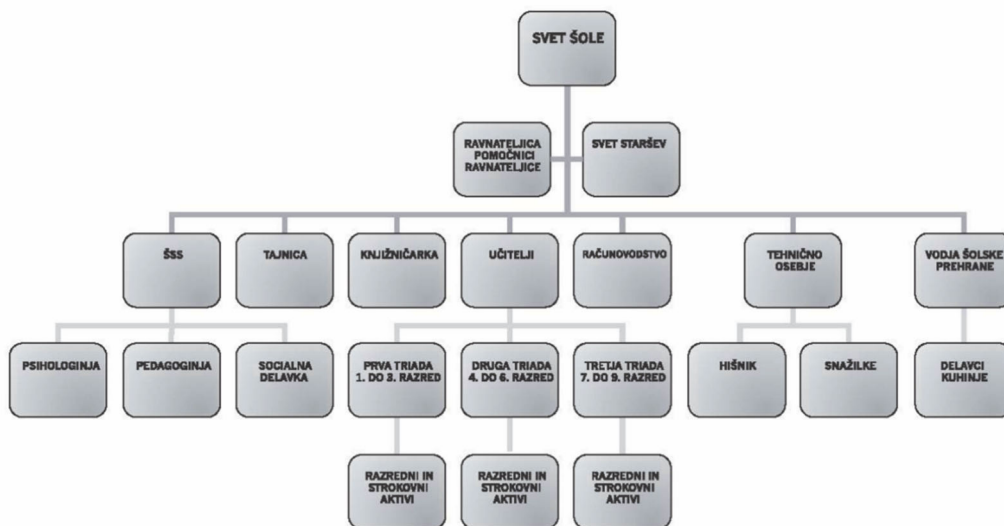 SVET ŠOLE
RAVNATELJICA
POMOČNICI
RAVNATELJICE
SVET STARŠEV
ŠSS
TAJNICA
KNJIŽNIČARKA
UČITELJI
RAČUNOVODSTVO
TEHNIČNO
OSEBJE
VODJA ŠOLSKE
PREHRANE
PSIHOLOGINJA
PEDAGOGINJA
SOCIALNA
DELAVKA
PRVA TRIADA
1. DO 3. RAZRED
DRUGA TRIADA
4. DO 6. RAZRED
TRETJA TRIADA
7. DO 9. RAZRED
HIŠNIK
SNAŽILKE
DELAVCI
KUHINJE
RAZREDNI IN
STROKOVNI
AKTIVI
RAZREDNI IN
STROKOVNI
AKTIVI
RAZREDNI IN
STROKOVNI
AKTIVI